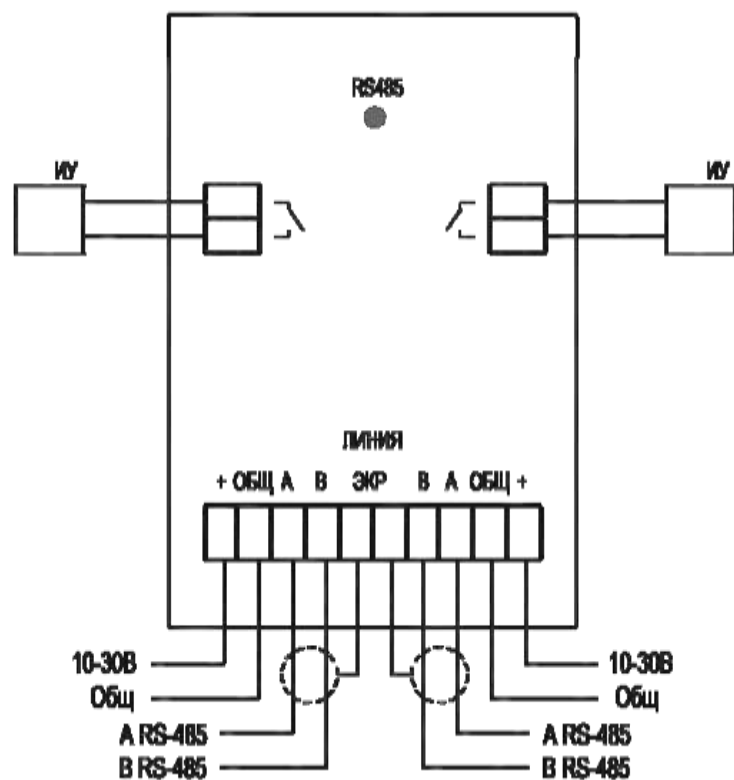 RS485
ИУ ИУ
ЛИНИЯ
+ ОБЩ A B ЭКР B A ОБЩ +
10-30В 10-30В
Общ Общ
A RS-485 A RS-485
B RS-485 B RS-485